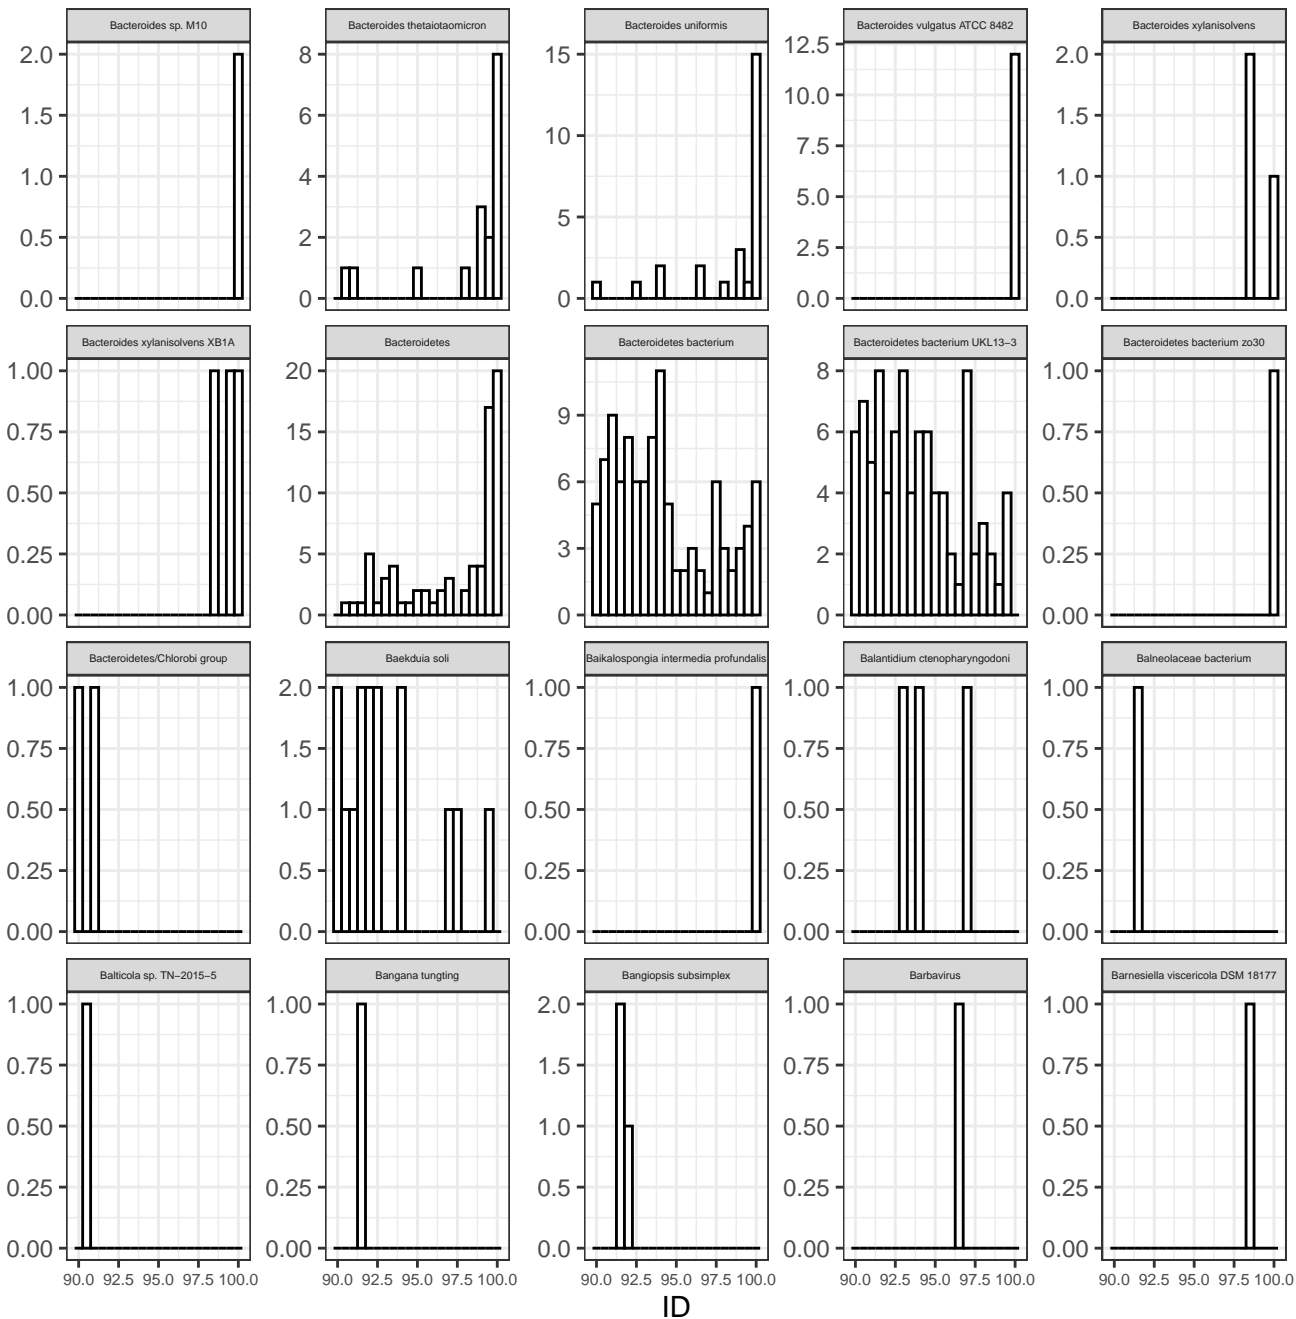 Bacteroides sp. M10 Bacteroides thetaiotaomicron Bacteroides uniformis Bacteroides vulgatus ATCC 8482 Bacteroides xylanisolvens
2.0 8 15 12.5 2.0
10.0
1.5 6 10 7.5 1.5
1.0 4 5.0 1.0
5
0.5 2 2.5 0.5
0.0 0 0 0.0 0.0
Bacteroides xylanisolvens XB1A Bacteroidetes Bacteroidetes bacterium Bacteroidetes bacterium UKL13−3 Bacteroidetes bacterium zo30
1.00 20 9 8 1.00
0.75 15 6 6 0.75
0.50 10 4 0.50
0.25 5 3 2 0.25
0.00 0 0 0 0.00
Bacteroidetes/Chlorobi group Baekduia soli Baikalospongia intermedia profundalis Balantidium ctenopharyngodoni Balneolaceae bacterium
1.00 2.0 1.00 1.00 1.00
0.75 1.5 0.75 0.75 0.75
0.50 1.0 0.50 0.50 0.50
0.25 0.5 0.25 0.25 0.25
0.00 0.0 0.00 0.00 0.00
Balticola sp. TN−2015−5 Bangana tungting Bangiopsis subsimplex Barbavirus Barnesiella viscericola DSM 18177
1.00 1.00 2.0 1.00 1.00
0.75 0.75 1.5 0.75 0.75
0.50 0.50 1.0 0.50 0.50
0.25 0.25 0.5 0.25 0.25
0.00 0.00 0.0 0.00 0.00
90.0 92.5 95.0 97.5 100.0 90.0 92.5 95.0 97.5 100.0 90.0 92.5 95.0 97.5 100.0 90.0 92.5 95.0 97.5 100.0 90.0 92.5 95.0 97.5 100.0
ID